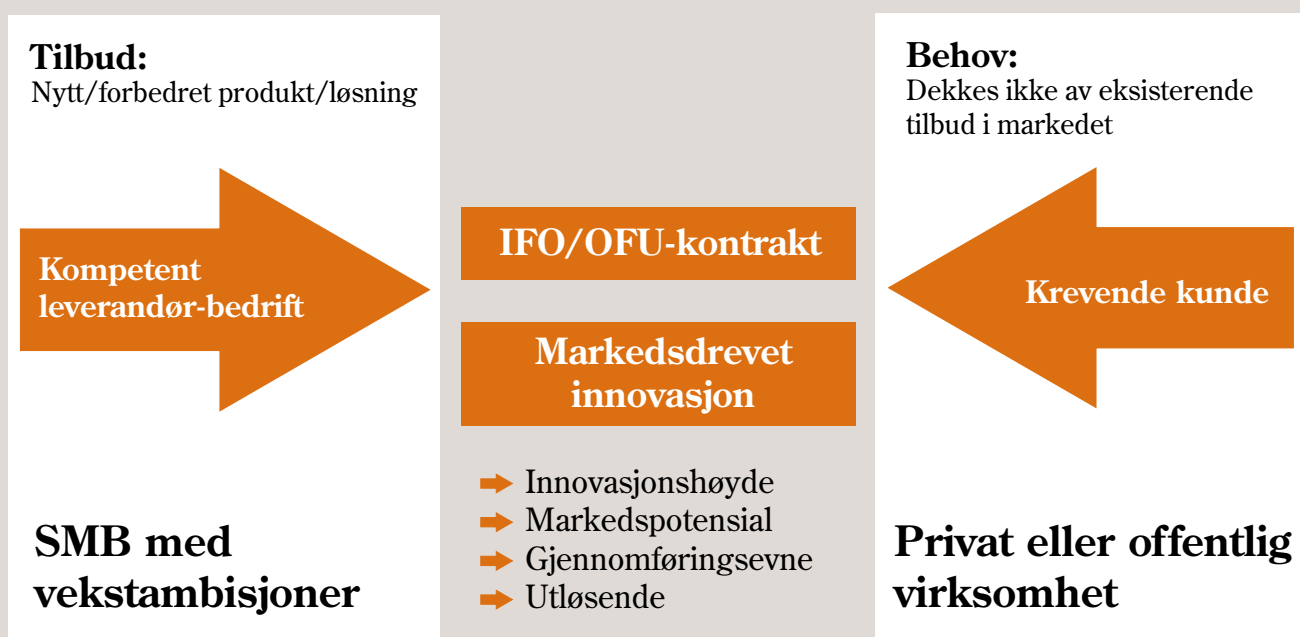 Tilbud:
Nytt/forbedret produkt/løsning
Kompetent
leverandør-bedrift
SMB med
vekstambisjoner
IFO/OFU-kontrakt
Markedsdrevet
innovasjon
Innovasjonshøyde
Markedspotensial
Gjennomføringsevne
Utløsende
Behov:
Dekkes ikke av eksisterende
tilbud i markedet
Krevende kunde
Privat eller offentlig
virksomhet